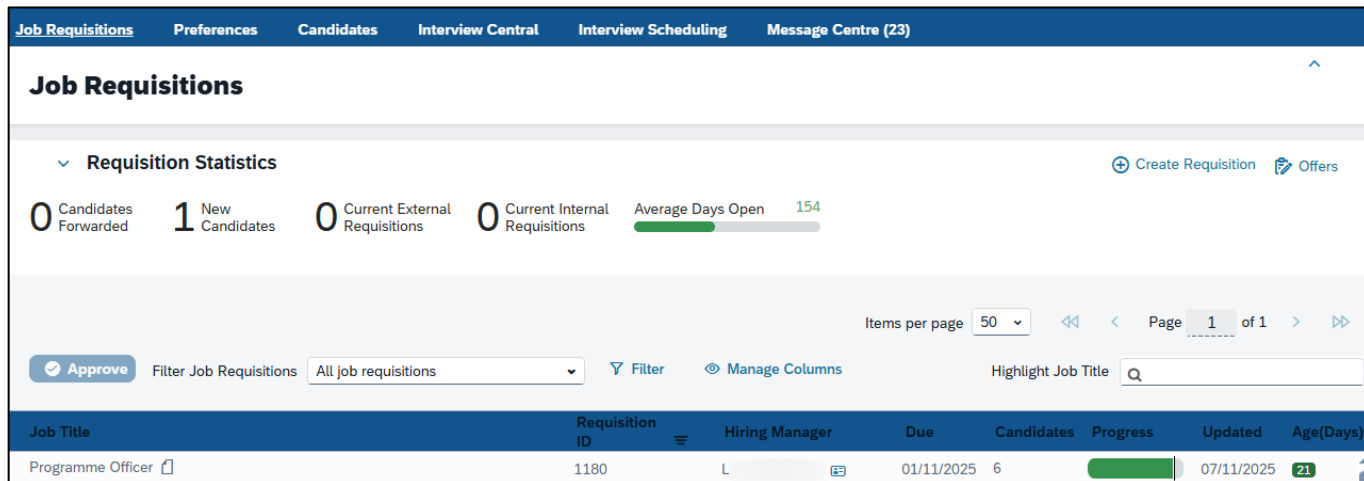 Job Requisitions Preferences Candidates Interview Central Interview Scheduling Message Centre (23)
Job Requisitions
Requisition Statistics Create Requisition Offers
0 Candidates Forwarded 1 New Candidates 0 Current External Requisitions 0 Current Internal Requisitions Average Days Open 154
Items per page 50 Page 1 of 1
Approve Filter Job Requisitions All job requisitions Filter Manage Columns Highlight Job Title
Job Title Requisition ID Hiring Manager Due Candidates Progress Updated Age(Days)
Programme Officer 1180 L 01/11/2025 6 07/11/2025 21